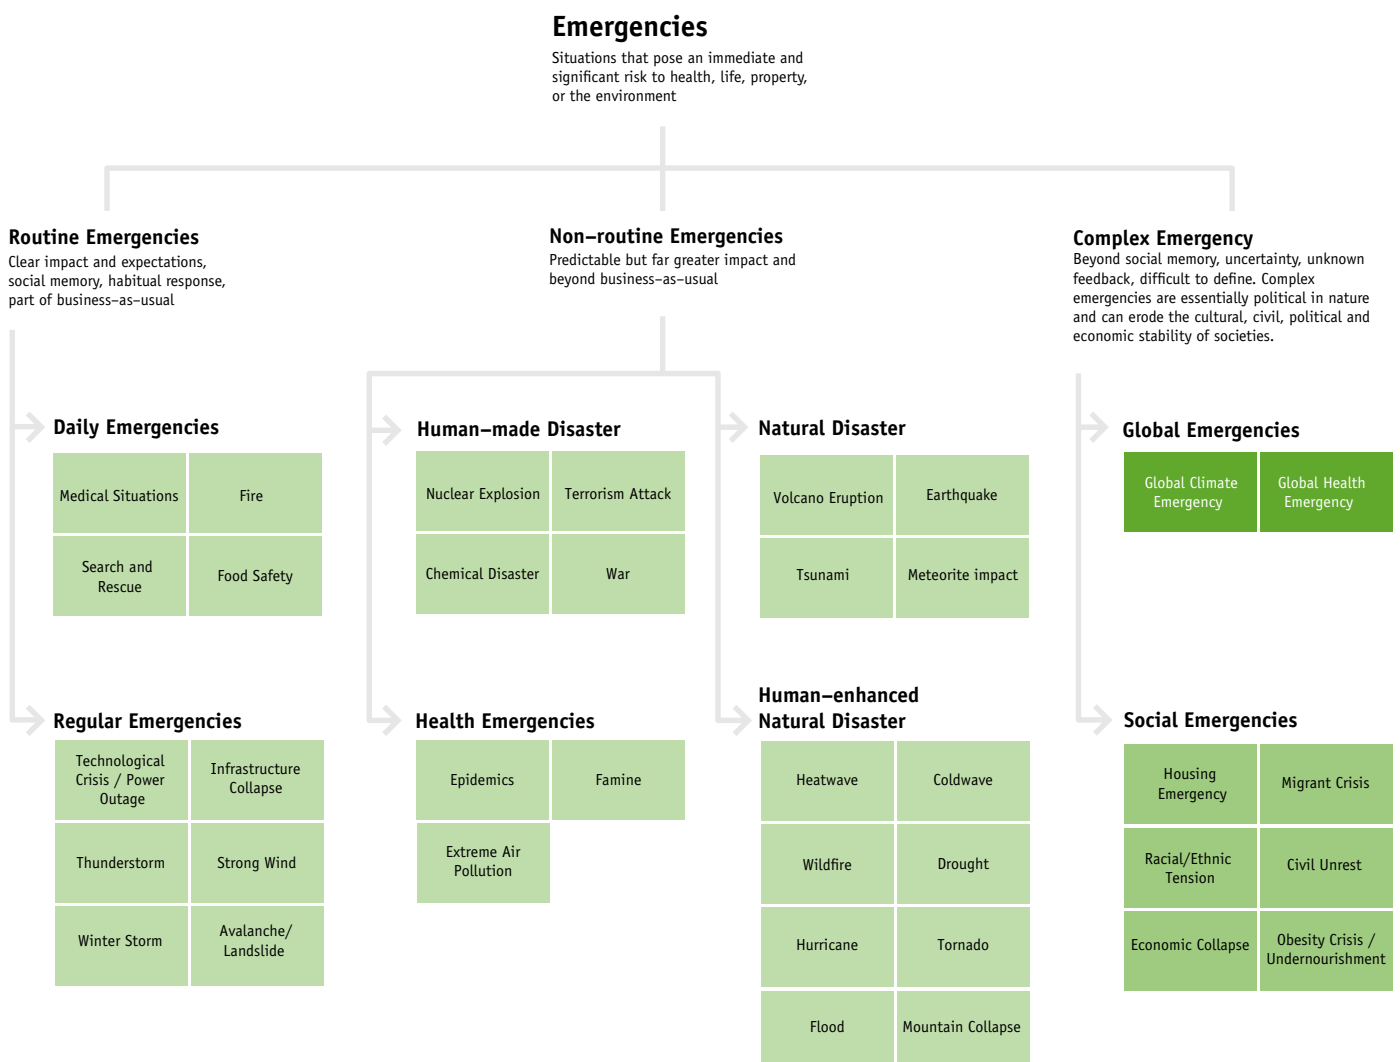 Emergencies
Situations that pose an immediate and
significant risk to health, life, property,
or the environment
Routine Emergencies
Clear impact and expectations,
social memory, habitual response,
part of business–as–usual
Non–routine Emergencies
Predictable but far greater impact and
beyond business–as–usual
Complex Emergency
Beyond social memory, uncertainty, unknown
feedback, difficult to define. Complex
emergencies are essentially political in nature
and can erode the cultural, civil, political and
economic stability of societies.
Daily Emergencies
Medical Situations
Fire
Search and
Rescue
Food Safety
Human–made Disaster
Nuclear Explosion
Terrorism Attack
Chemical Disaster
War
Natural Disaster
Volcano Eruption
Earthquake
Tsunami
Meteorite impact
Global Emergencies
Global Climate
Emergency
Global Health
Emergency
Regular Emergencies
Technological
Crisis / Power
Outage
Infrastructure
Collapse
Thunderstorm
Strong Wind
Winter Storm
Avalanche/
Landslide
Health Emergencies
Epidemics
Famine
Extreme Air
Pollution
Human–enhanced
Natural Disaster
Heatwave
Coldwave
Wildfire
Drought
Hurricane
Tornado
Flood
Mountain Collapse
Social Emergencies
Housing
Emergency
Migrant Crisis
Racial/Ethnic
Tension
Civil Unrest
Economic Collapse
Obesity Crisis /
Undernourishment